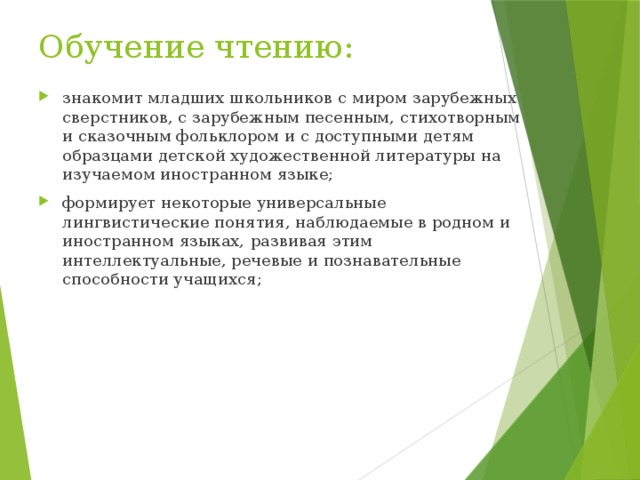 Обучение чтению:
знакомит младших школьников с миром зарубежных
сверстников, с зарубежным песенным, стихотворным
и сказочным фольклором и с доступными детям
образцами детской художественной литературы на
изучаемом иностранном языке;
формирует некоторые универсальные
лингвистические понятия, наблюдаемые в родном и
иностранном языках, развивая этим
интеллектуальные, речевые и познавательные
способности учащихся;